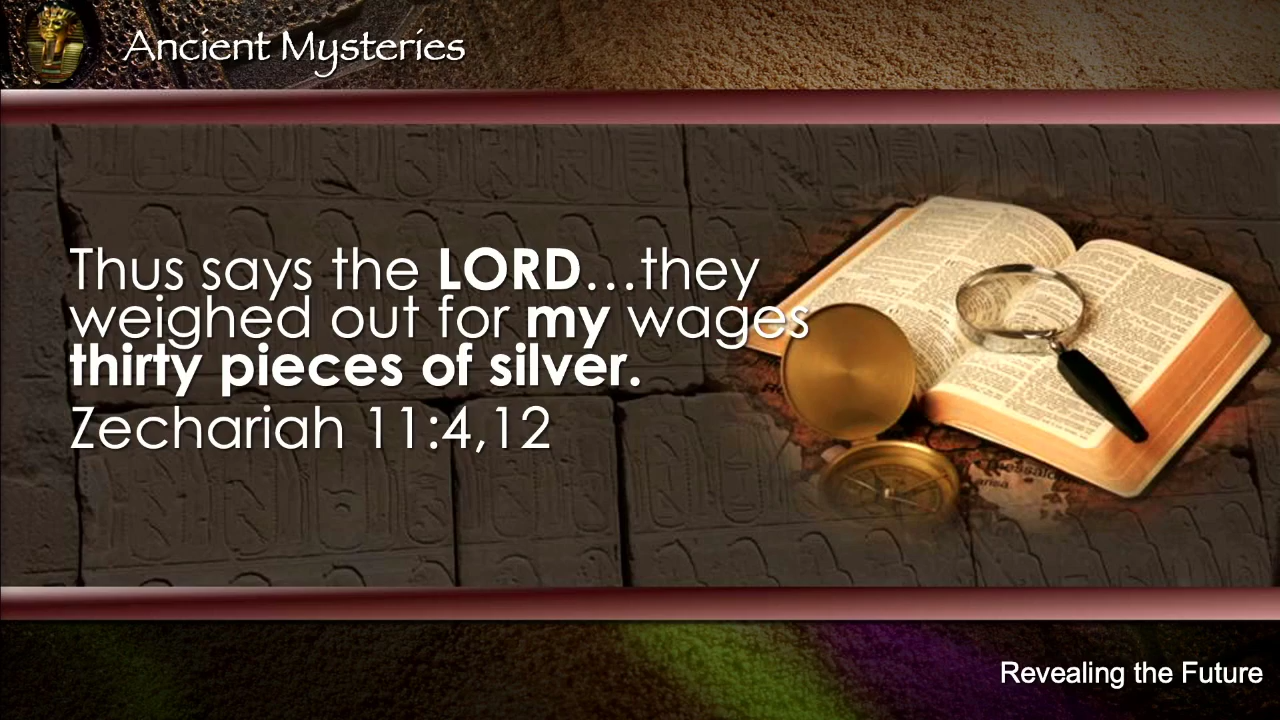 Ancient Mysteries
Thus says the LORD...they
weighed out for my wages
thirty pieces of silver.
Zechariah 11:4,12
Revealing the Future